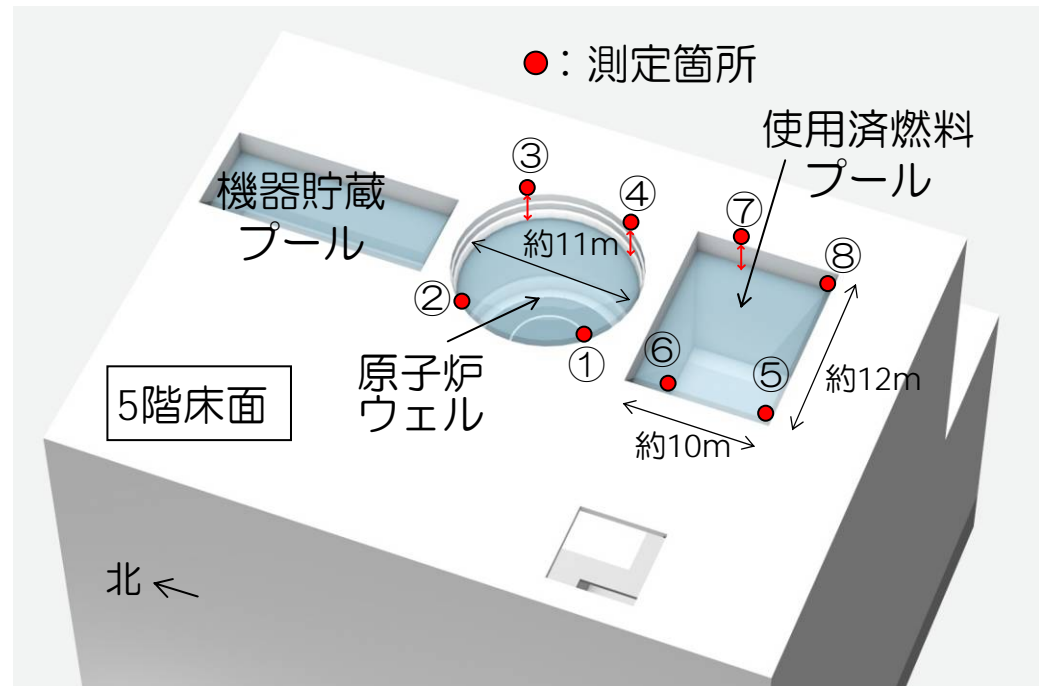 ●：測定箇所
使用済燃料
プール
機器貯蔵
プール
③
④
⑦
約11m
⑧
②
①
原子炉
ウェル
⑥
⑤
約12m
5階床面
約10m
北